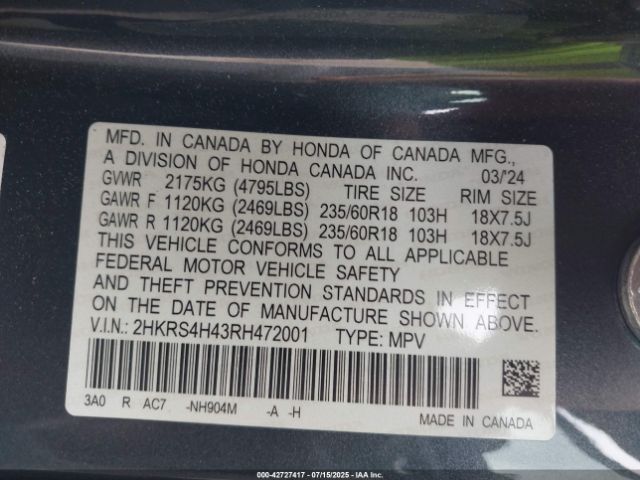 MFD. IN CANADA BY HONDA OF CANADA MFG.,
A DIVISION OF HONDA CANADA INC. 03/24
GVWR 2175KG (4795LBS) TIRE SIZE RIM SIZE
GAWR F 1120KG (2469LBS) 235/60R18 103H 18X7.5J
GAWR R 1120KG (2469LBS) 235/60R18 103H 18X7.5J
THIS VEHICLE CONFORMS TO ALL APPLICABLE
FEDERAL MOTOR VEHICLE SAFETY
AND THEFT PREVENTION STANDARDS IN EFFECT
ON THE DATE OF MANUFACTURE SHOWN ABOVE.
V.I.N.: 2HKRS4H43RH472001 TYPE: MPV
3A0 R AC7 -NH904M -A -H
MADE IN CANADA
000-42727417 - 07/15/2025 - IAA Inc.